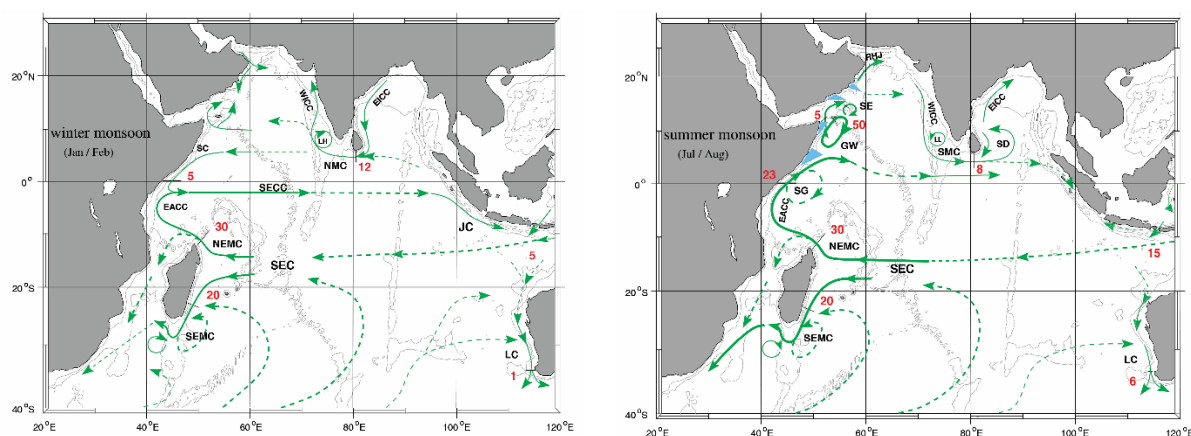 20°N
0°
20°S
40°S
20°E
40°E
60°E
80°E
100°E
120°E
winter monsoon
(Jan / Feb)
WICC
EICC
LH
NMC
12
SC
5
SECC
EACC
30
NEMC
JC
5
SEC
20
SEMC
LC
1
20°N
0°
20°S
40°S
20°E
40°E
60°E
80°E
100°E
120°E
summer monsoon
(Jul / Aug)
RHJ
SE
5
50
GW
WICC
EICC
LL
SMC
SD
8
23
SG
EACC
30
NEMC
SEC
15
20
SEMC
LC
6